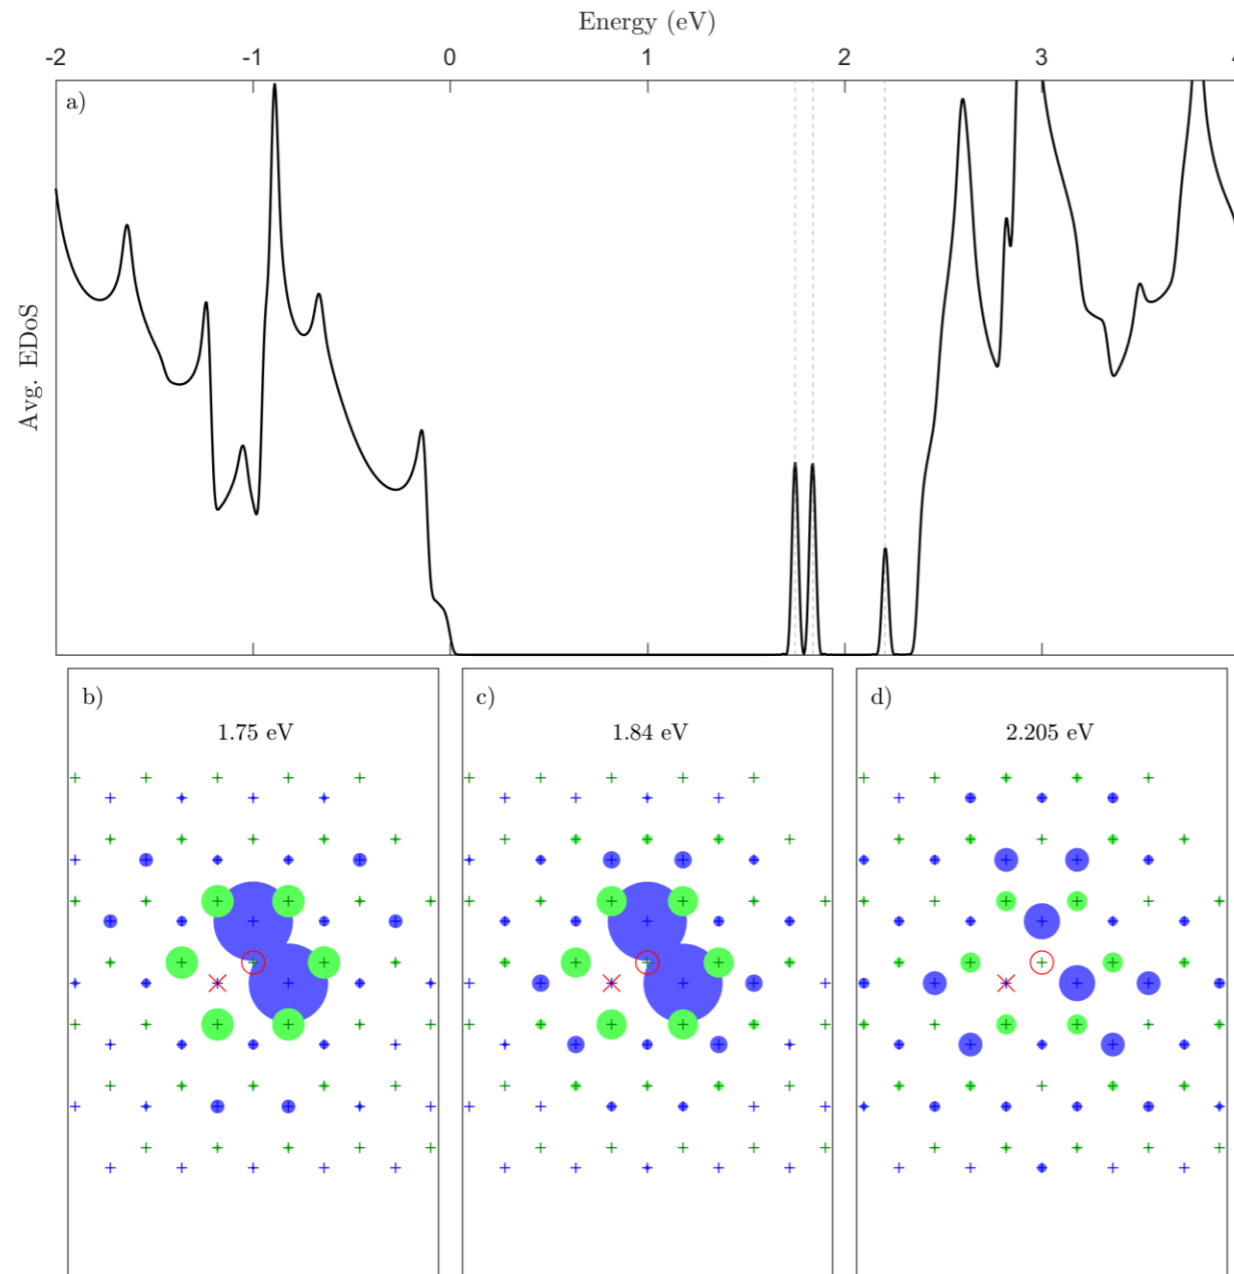 Energy (eV)
-2 -1 0 1 2 3
a)
Avg. EDoS
b)
1.75 eV
c)
1.84 eV
d)
2.205 eV